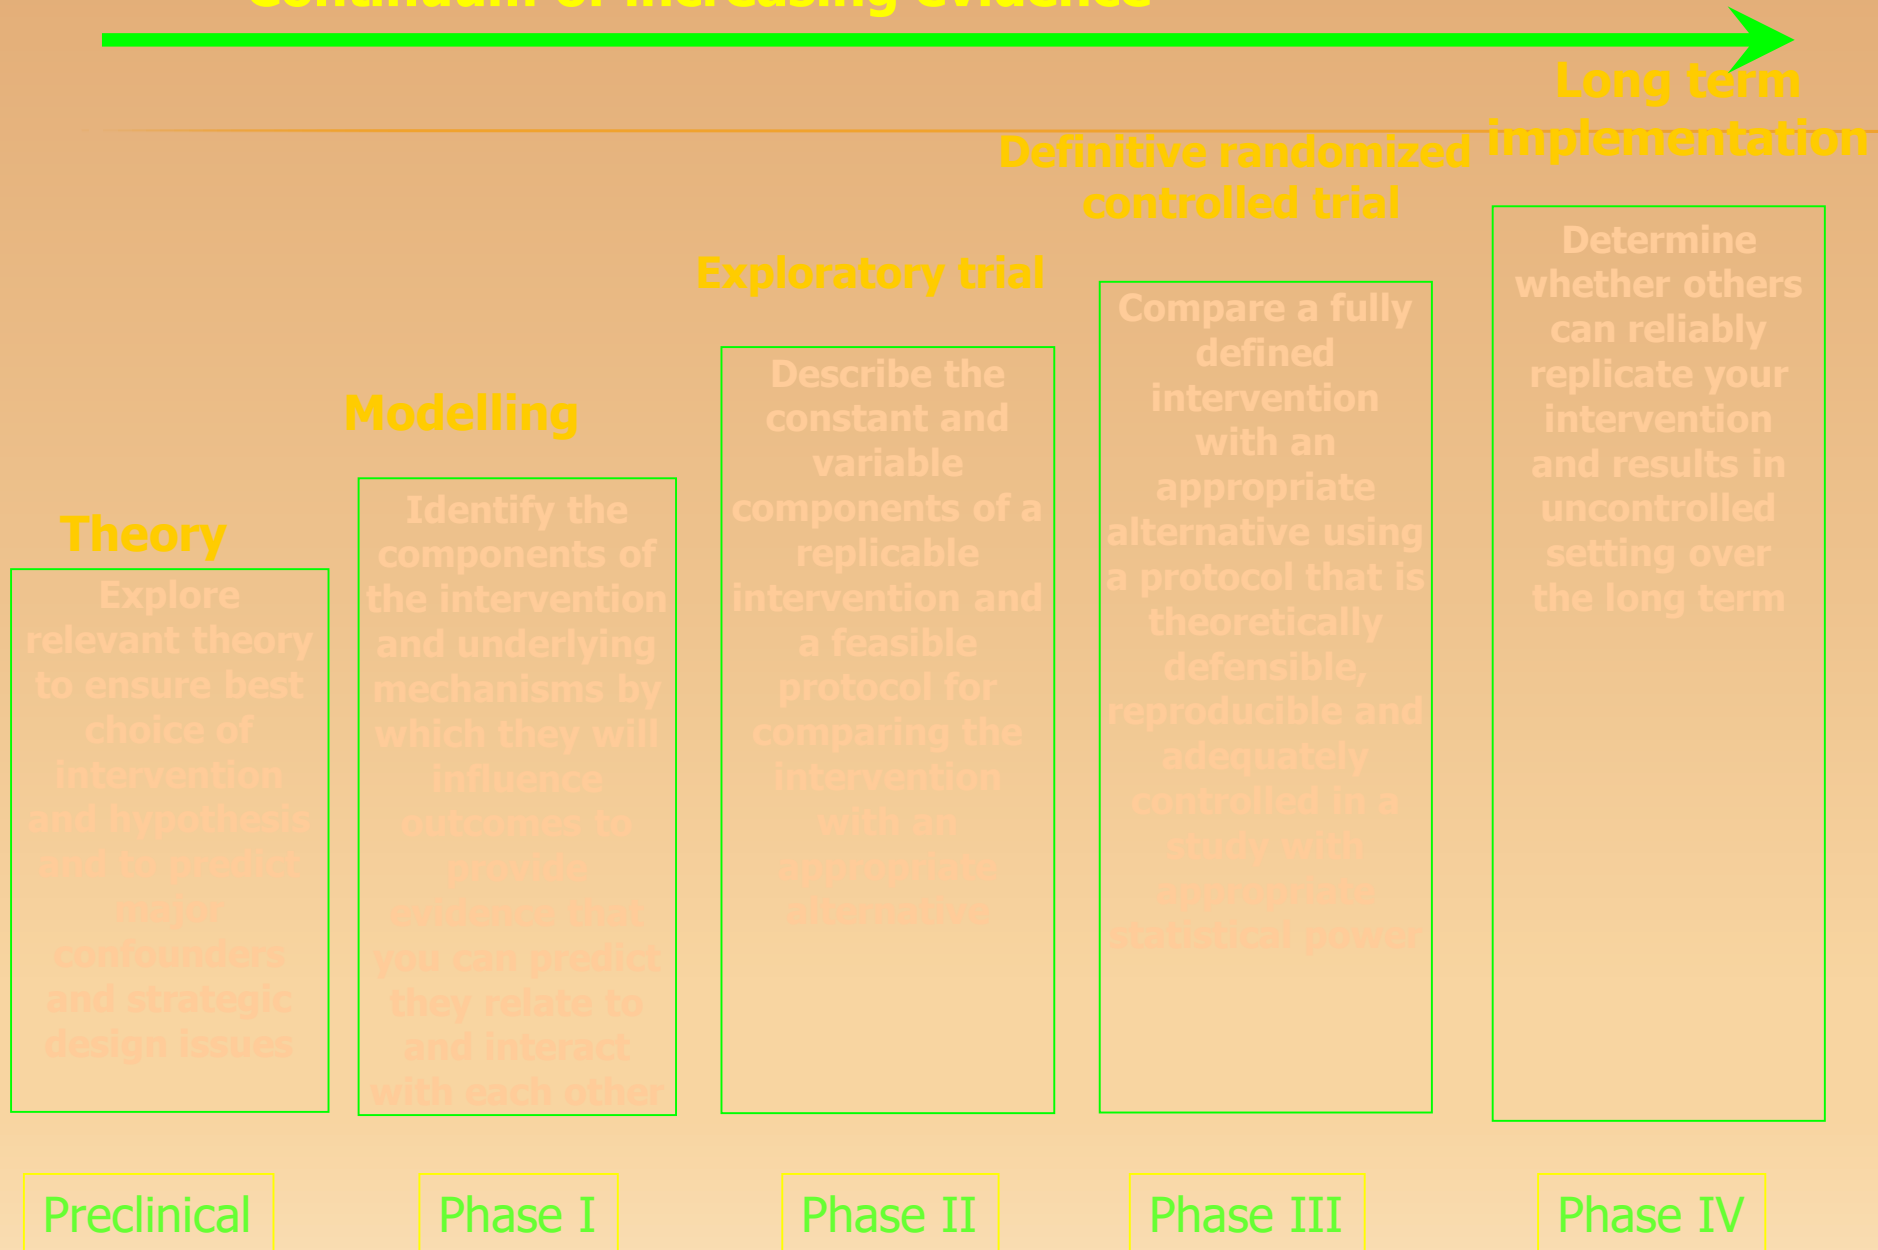 Continuum of increasing evidence
Long term
implementation
Definitive randomized
controlled trial
Exploratory trial
Modelling
Theory
Explore
relevant theory
to ensure best
choice of
intervention
and hypothesis
and to predict
major
confounders
and strategic
design issues
Identify the
components of
the intervention
and underlying
mechanisms by
which they will
influence
outcomes to
provide
evidence that
you can predict
they relate to
and interact
with each other
Describe the
constant and
variable
components of a
replicable
intervention and
a feasible
protocol for
comparing the
intervention
with an
appropriate
alternative
Compare a fully
defined
intervention
with an
appropriate
alternative using
a protocol that is
theoretically
defensible,
reproducible and
adequately
controlled in a
study with
appropriate
statistical power
Determine
whether others
can reliably
replicate your
intervention
and results in
uncontrolled
setting over
the long term
Preclinical
Phase I
Phase II
Phase III
Phase IV